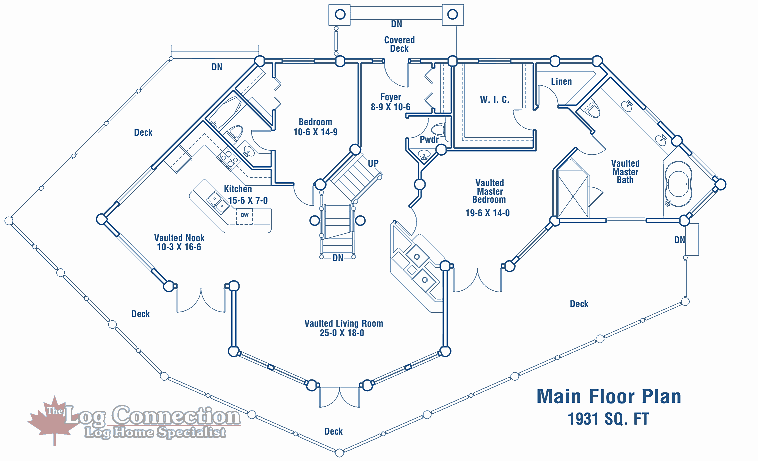 DN
Covered
Deck
DN
Foyer
8-9 X 10-6
Linen
W. I. C.
Bedroom
10-6 X 14-9
Deck
Pwdr
UP
Vaulted
Master
Bath
Kitchen
15-6 X 7-0
Vaulted
Master
Bedroom
19-6 X 14-0
DW
Vaulted Nook
10-3 X 16-6
DN
DN
Deck
Deck
Vaulted Living Room
25-0 X 18-0
Main Floor Plan
1931 SQ. FT
The Log Connection
Log Home Specialist
Deck